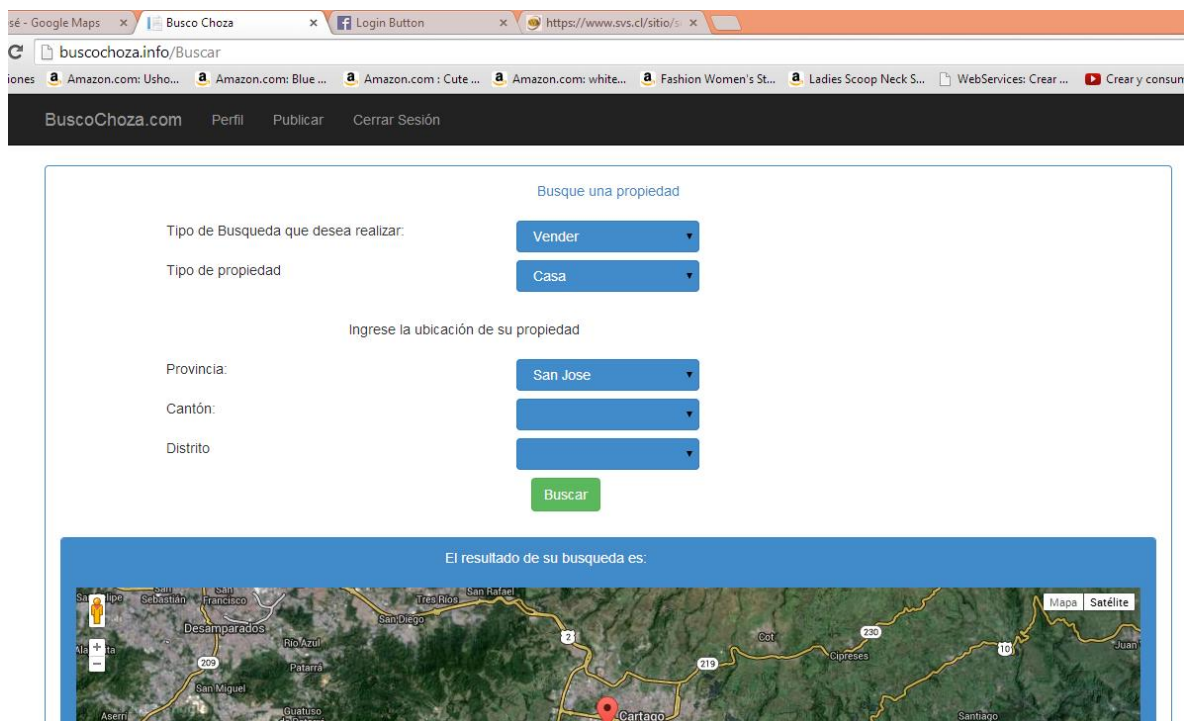 sé - Google Maps
Busco Choza
Login Button
https://www.svs.cl/sitio/s
buscochoza.info/Buscar
iones
Amazon.com: Usho...
Amazon.com: Blue ...
Amazon.com : Cute ...
Amazon.com: white...
Fashion Women's St...
Ladies Scoop Neck S...
WebServices: Crear ...
Crear y consum
BuscoChoza.com Perfil Publicar Cerrar Sesión
Busque una propiedad
Tipo de Busqueda que desea realizar: Vender
Tipo de propiedad Casa
Ingrese la ubicación de su propiedad
Provincia: San Jose
Cantón:
Distrito
Buscar
El resultado de su busqueda es:
Mapa Satélite
San
Sebastián
San
Francisco
Tres Ríos
San Rafael
San Diego
Desamparados
Río Azul
Patarrá
209
San Miguel
Guatuso
Aserrí
2
219
Cot
230
Cipreses
10
Juan
Cartago
Santiago